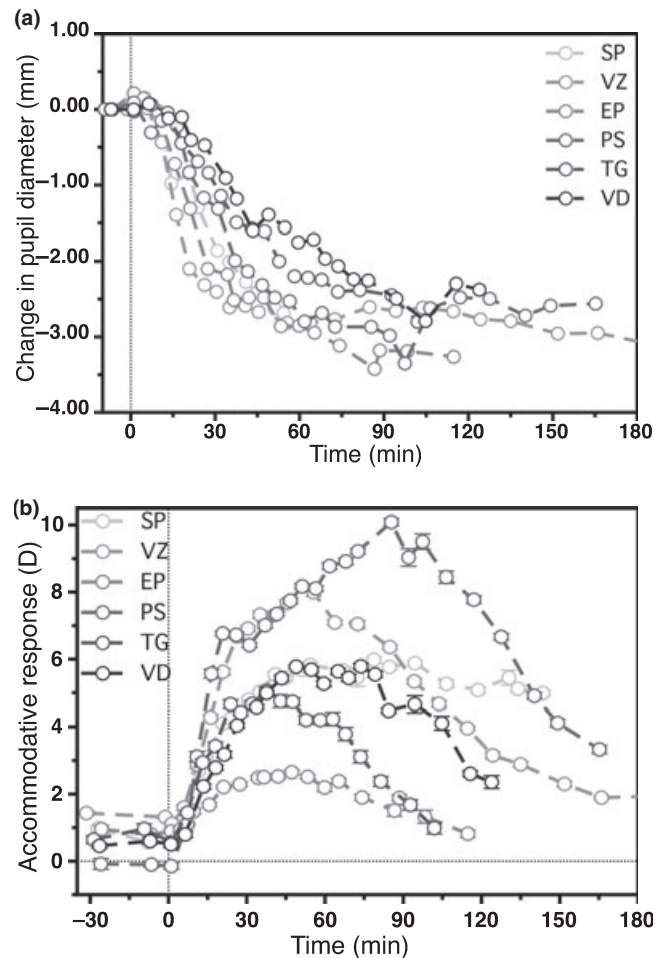 (a)
1.00
0.00
–1.00
–2.00
–3.00
–4.00
Change in pupil diameter (mm)
SP
VZ
EP
PS
TG
VD
0 30 60 90 120 150 180
Time (min)
(b)
10
8
6
4
2
0
Accommodative response (D)
SP
VZ
EP
PS
TG
VD
–30 0 30 60 90 120 150 180
Time (min)